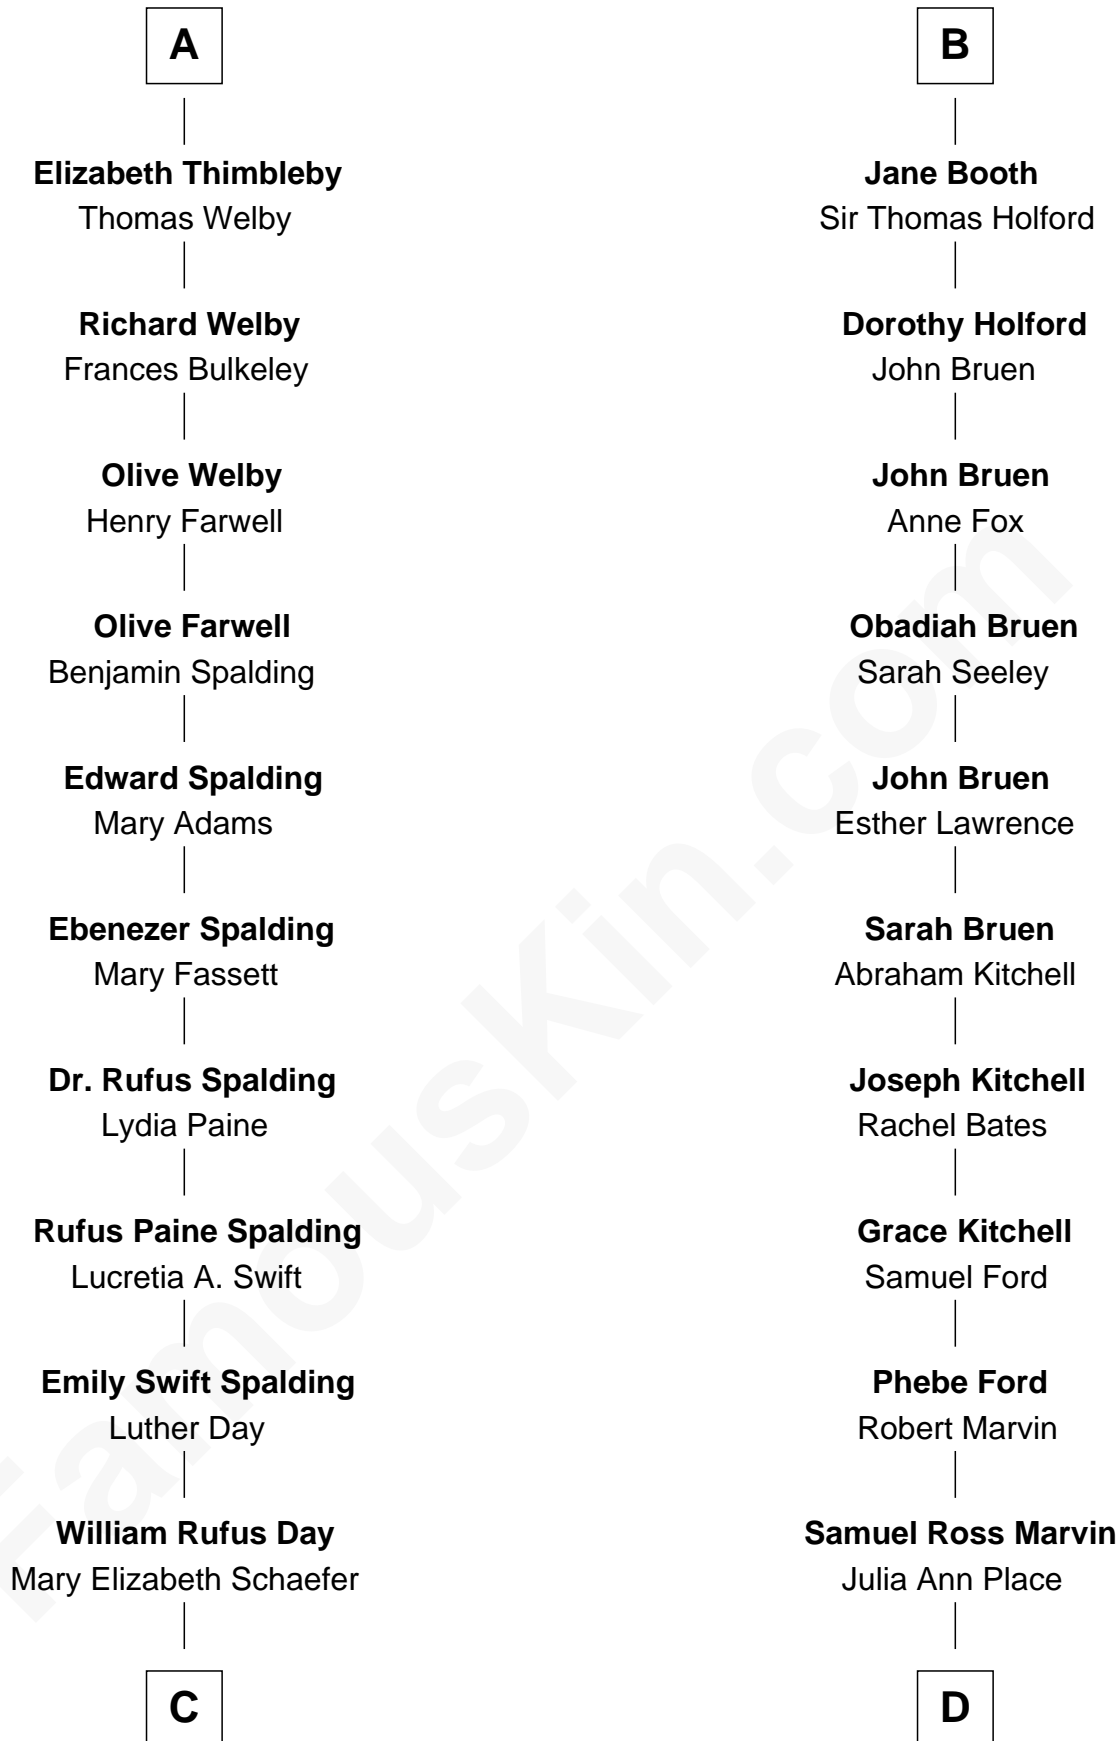 A
Elizabeth Thimbleby
Thomas Welby
Richard Welby
Frances Bulkeley
Olive Welby
Henry Farwell
Olive Farwell
Benjamin Spalding
Edward Spalding
Mary Adams
Ebenezer Spalding
Mary Fassett
Dr. Rufus Spalding
Lydia Paine
Rufus Paine Spalding
Lucretia A. Swift
Emily Swift Spalding
Luther Day
William Rufus Day
Mary Elizabeth Schaefer
C
B
Jane Booth
Sir Thomas Holford
Dorothy Holford
John Bruen
John Bruen
Anne Fox
Obadiah Bruen
Sarah Seeley
John Bruen
Esther Lawrence
Sarah Bruen
Abraham Kitchell
Joseph Kitchell
Rachel Bates
Grace Kitchell
Samuel Ford
Phebe Ford
Robert Marvin
Samuel Ross Marvin
Julia Ann Place
D
FamousKin.com